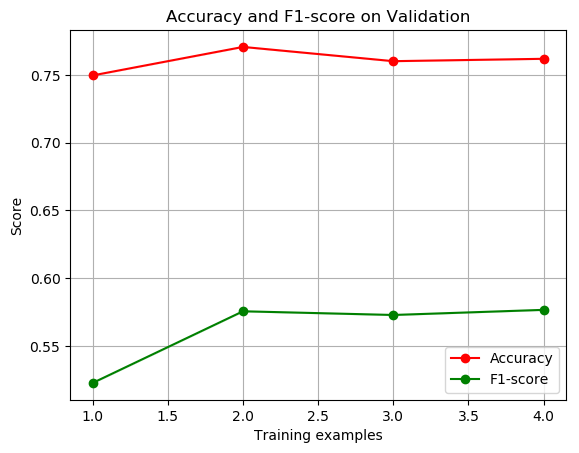 Accuracy and F1-score on Validation
0.75
0.70
0.65
0.60
0.55
Score
1.0 1.5 2.0 2.5 3.0 3.5 4.0
Training examples
Accuracy
F1-score